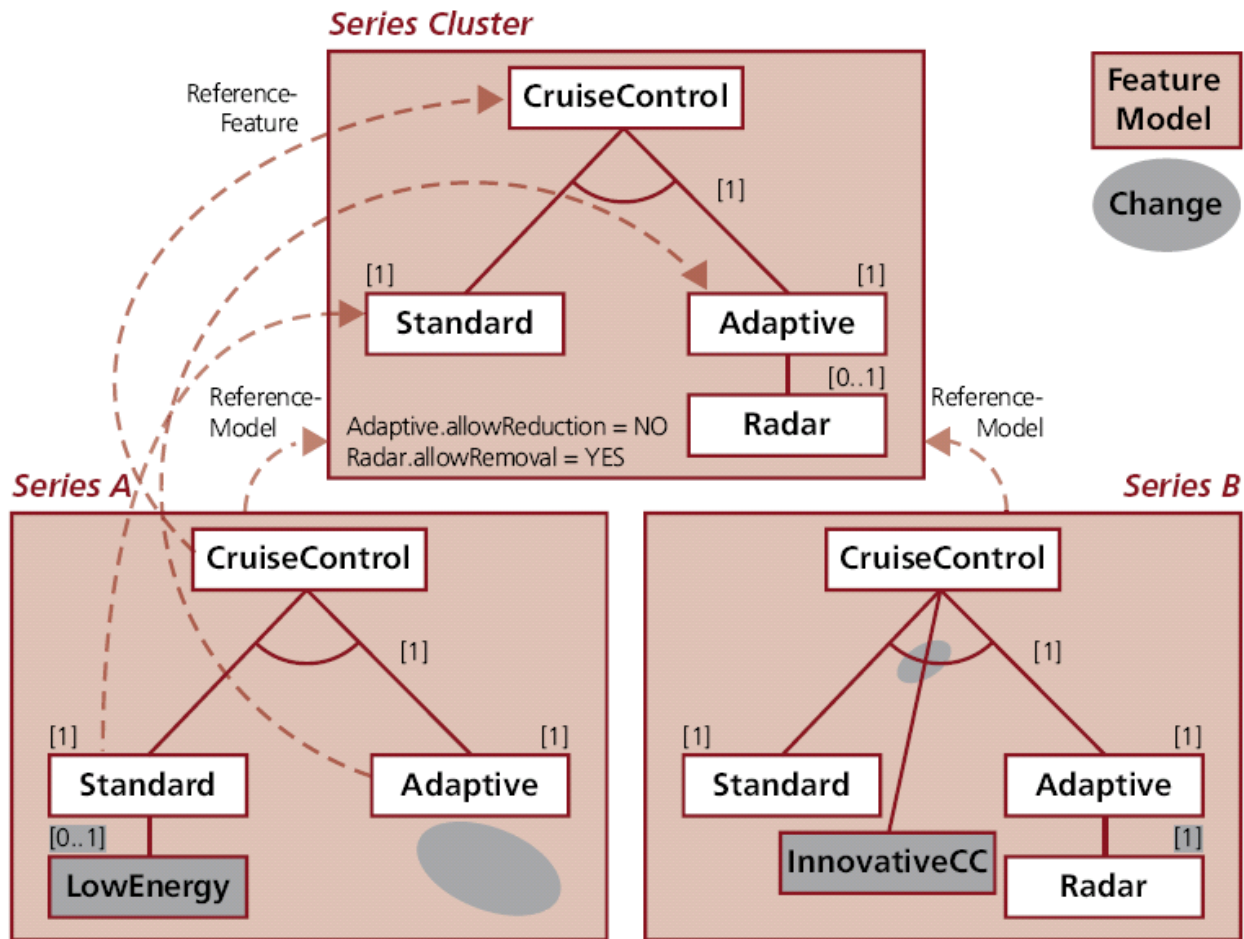 Series Cluster
Reference-
Feature
CruiseControl
[1]
[1]
[1]
Standard
Adaptive
[0..1]
Radar
Adaptive.allowReduction = NO
Radar.allowRemoval = YES
Feature
Model
Change
Reference-
Model
Reference-
Model
Series A
CruiseControl
[1]
[1]
[1]
Standard
Adaptive
[0..1]
LowEnergy
Series B
CruiseControl
[1]
[1]
[1]
Standard
Adaptive
InnovativeCC
[1]
Radar